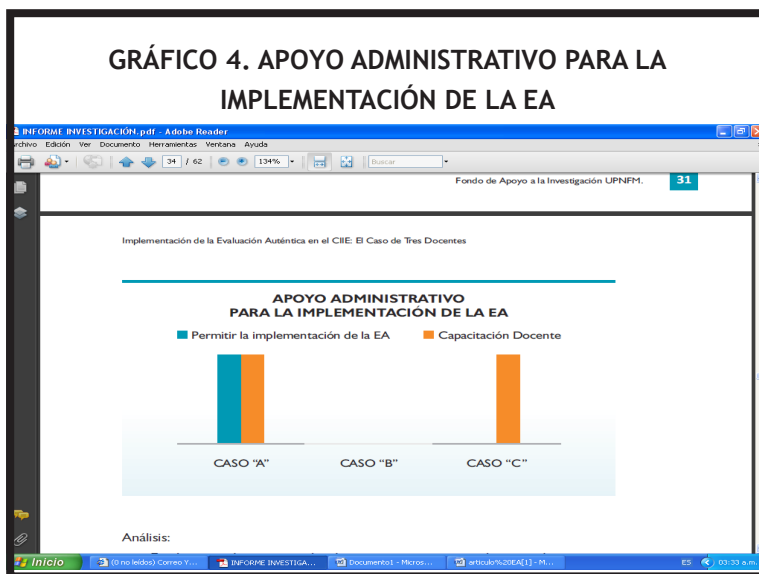 GRÁFICO 4. APOYO ADMINISTRATIVO PARA LA
IMPLEMENTACIÓN DE LA EA
INFORME INVESTIGACIÓN.pdf - Adobe Reader
rchivo Edición Ver Documento Herramientas Ventana Ayuda
34 / 62 134% Buscar
Fondo de Apoyo a la Investigación UPNFM. 31
Implementación de la Evaluación Auténtica en el CIIE: El Caso de Tres Docentes
APOYO ADMINISTRATIVO
PARA LA IMPLEMENTACIÓN DE LA EA
Permitir la implementación de la EA Capacitación Docente
CASO "A" CASO "B" CASO "C"
Análisis:
Inicio (0 no leídos) Correo Y... INFORME INVESTIGA... Documento1 - Micros... articulo%20EA[1] - M... ES 03:33 a.m.